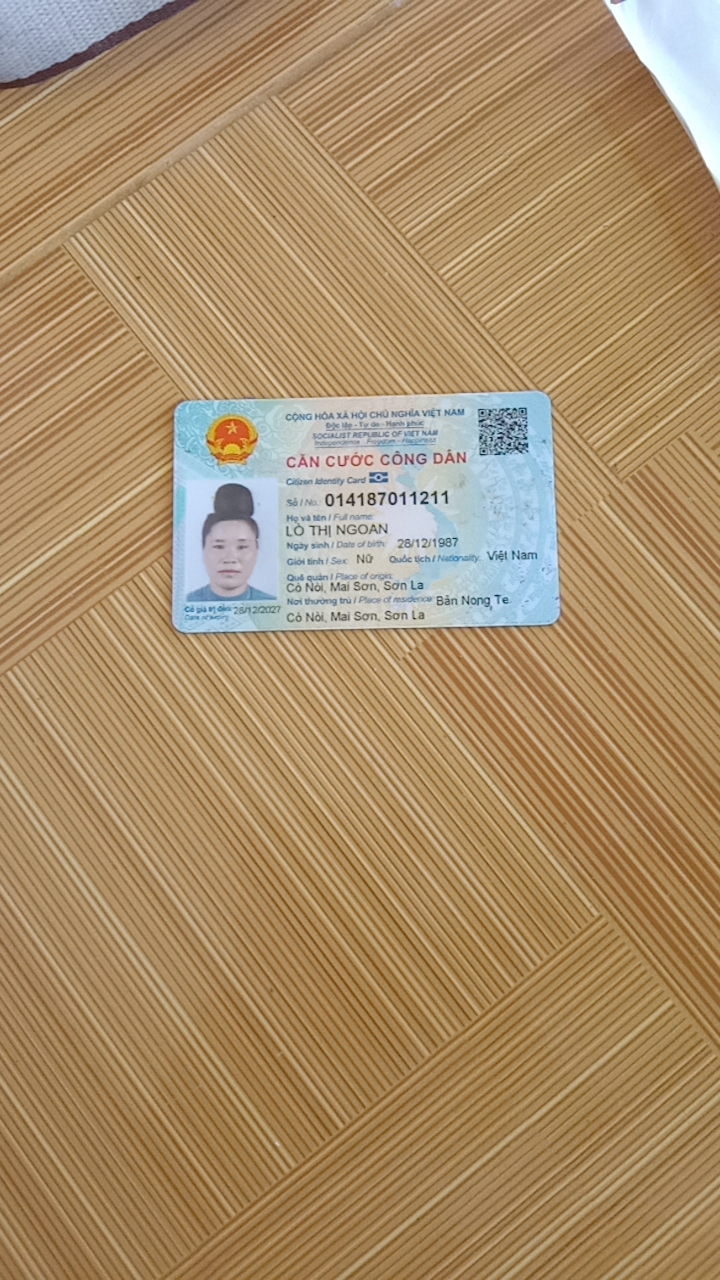 CỘNG HÒA XÃ HỘI CHỦ NGHĨA VIỆT NAM
Độc lập - Tự do - Hạnh phúc
SOCIALIST REPUBLIC OF VIET NAM
Independence - Freedom - Happiness
CĂN CƯỚC CÔNG DÂN
Citizen Identity Card
Số / No.: 014187011211
Họ và tên / Full name:
LÒ THỊ NGOAN
Ngày sinh / Date of birth: 28/12/1987
Giới tính / Sex: Nữ Quốc tịch / Nationality: Việt Nam
Quê quán / Place of origin:
Cò Nòi, Mai Sơn, Sơn La
Nơi thường trú / Place of residence: Bản Nong Te
Cò Nòi, Mai Sơn, Sơn La
Có giá trị đến: 28/12/2027
Date of expiry